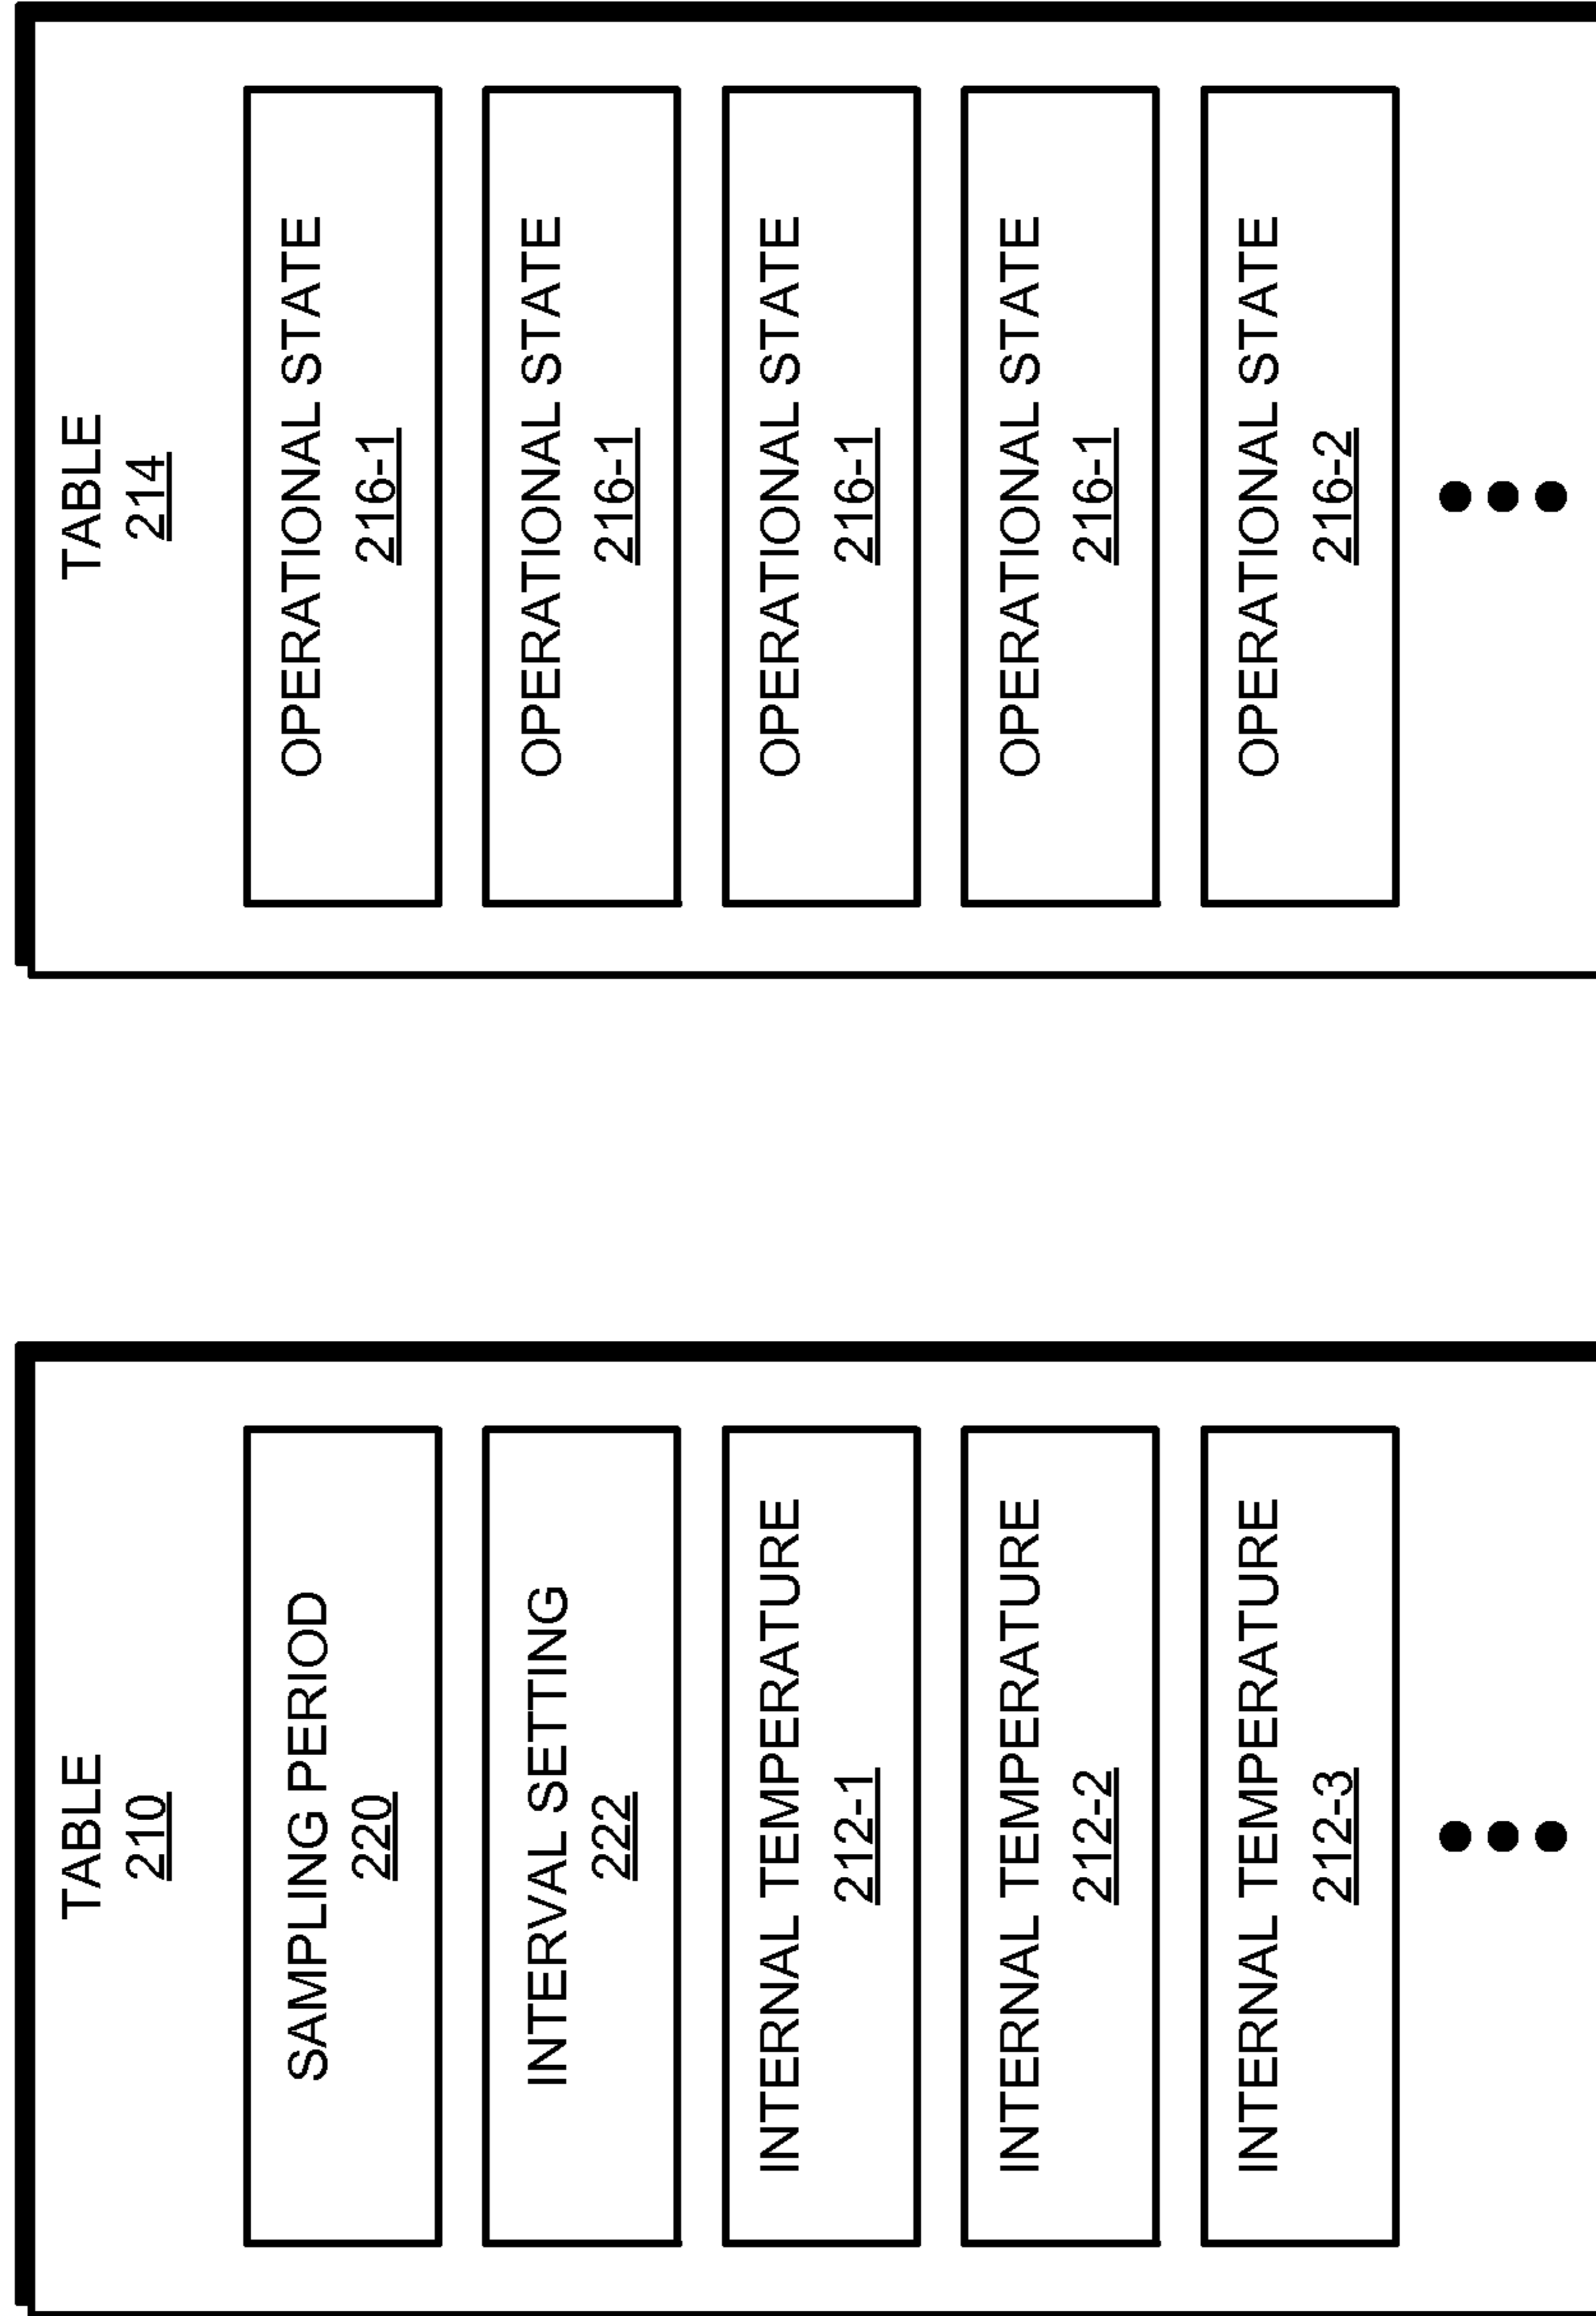 TABLE
210
SAMPLING PERIOD
220
INTERVAL SETTING
222
INTERNAL TEMPERATURE
212-1
INTERNAL TEMPERATURE
212-2
INTERNAL TEMPERATURE
212-3
TABLE
214
OPERATIONAL STATE
216-1
OPERATIONAL STATE
216-1
OPERATIONAL STATE
216-1
OPERATIONAL STATE
216-1
OPERATIONAL STATE
216-2